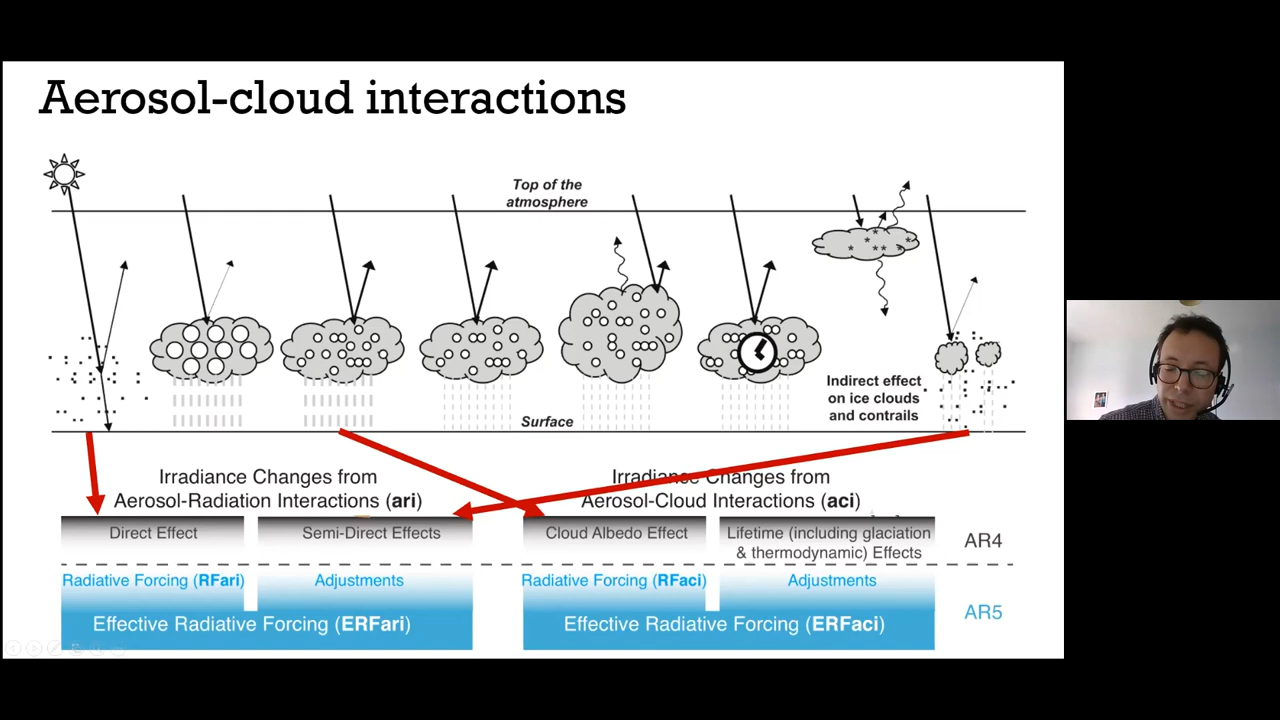 Aerosol-cloud interactions
Top of the
atmosphere
Indirect effect
on ice clouds
and contrails
Surface
Irradiance Changes from
Aerosol-Radiation Interactions (ari)
Irradiance Changes from
Aerosol-Cloud Interactions (aci)
Direct Effect
Semi-Direct Effects
Cloud Albedo Effect
Lifetime (including glaciation
& thermodynamic) Effects
AR4
Radiative Forcing (RFari)
Adjustments
Radiative Forcing (RFaci)
Adjustments
AR5
Effective Radiative Forcing (ERFari)
Effective Radiative Forcing (ERFaci)